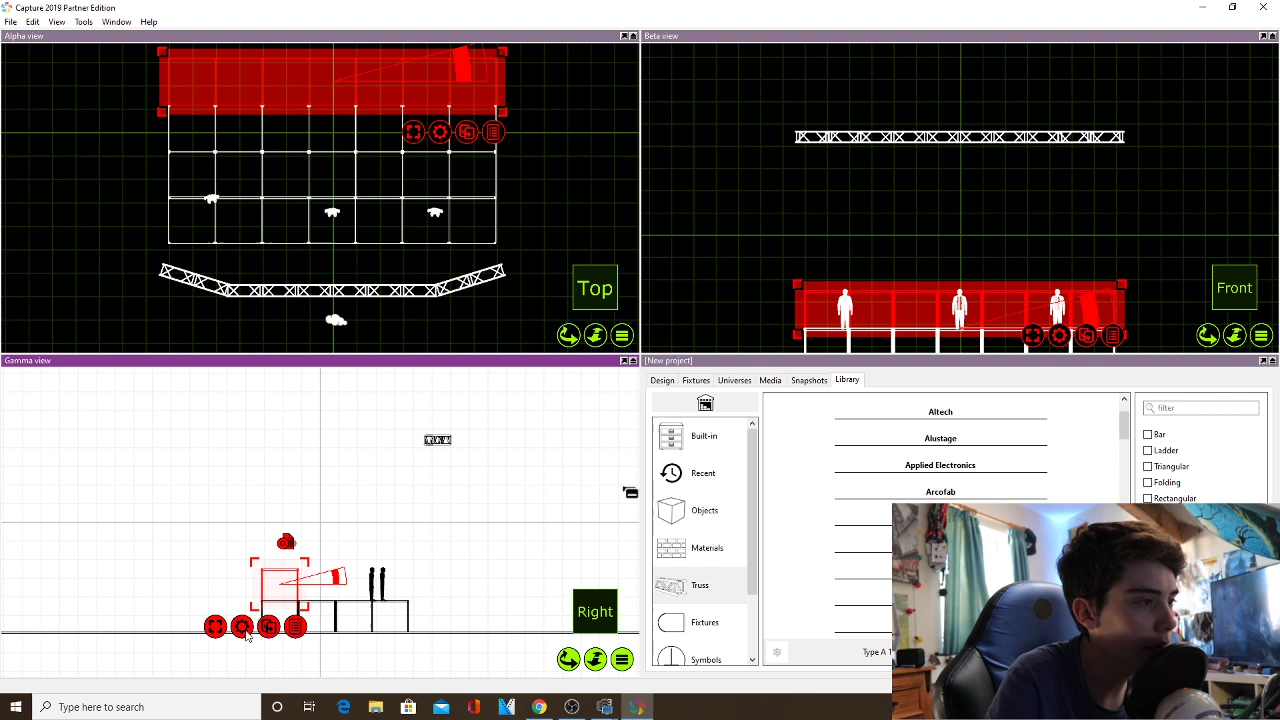 Capture 2019 Partner Edition
File Edit View Tools Window Help
Alpha view
Beta view
Top
Front
Gamma view
[New project]
Design Fixtures Universes Media Snapshots Library
Built-in
Recent
Objects
Materials
Truss
Fixtures
Symbols
Altech
Alustage
Applied Electronics
Arcofab
filter
Bar
Ladder
Triangular
Folding
Rectangular
Right
Type A 1
Type here to search